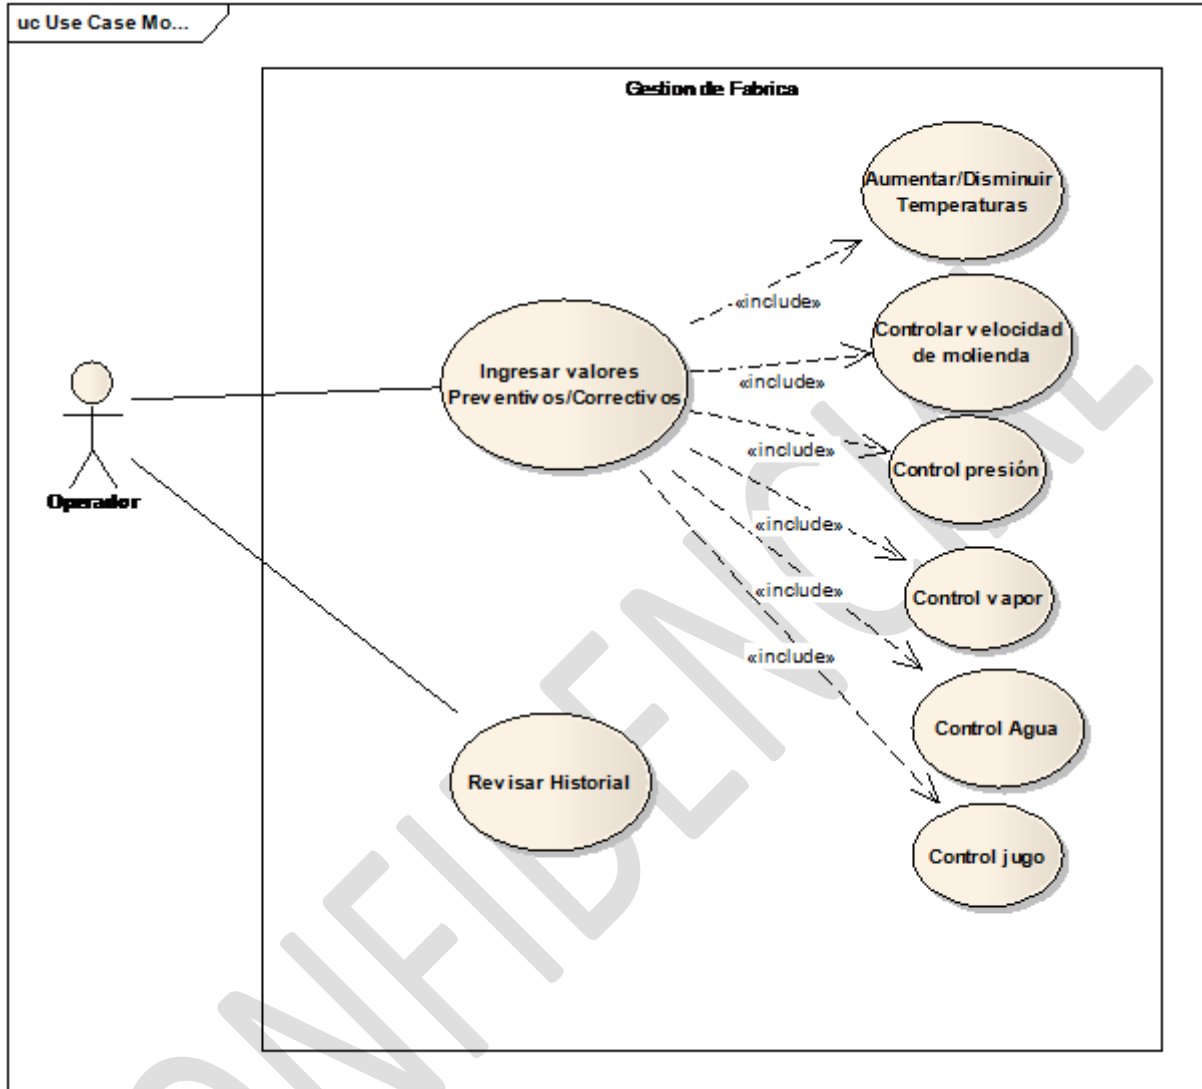 uc Use Case Mo...
Gestion de Fabrica
Aumentar/Disminuir
Temperaturas
«include»
Controlar velocidad
de molienda
Ingresar valores
Preventivos/Correctivos
«include»
«include»
Control presión
Operador
«include»
«include»
Control vapor
«include»
Control Agua
Revisar Historial
Control jugo
CONFIDENCIAL